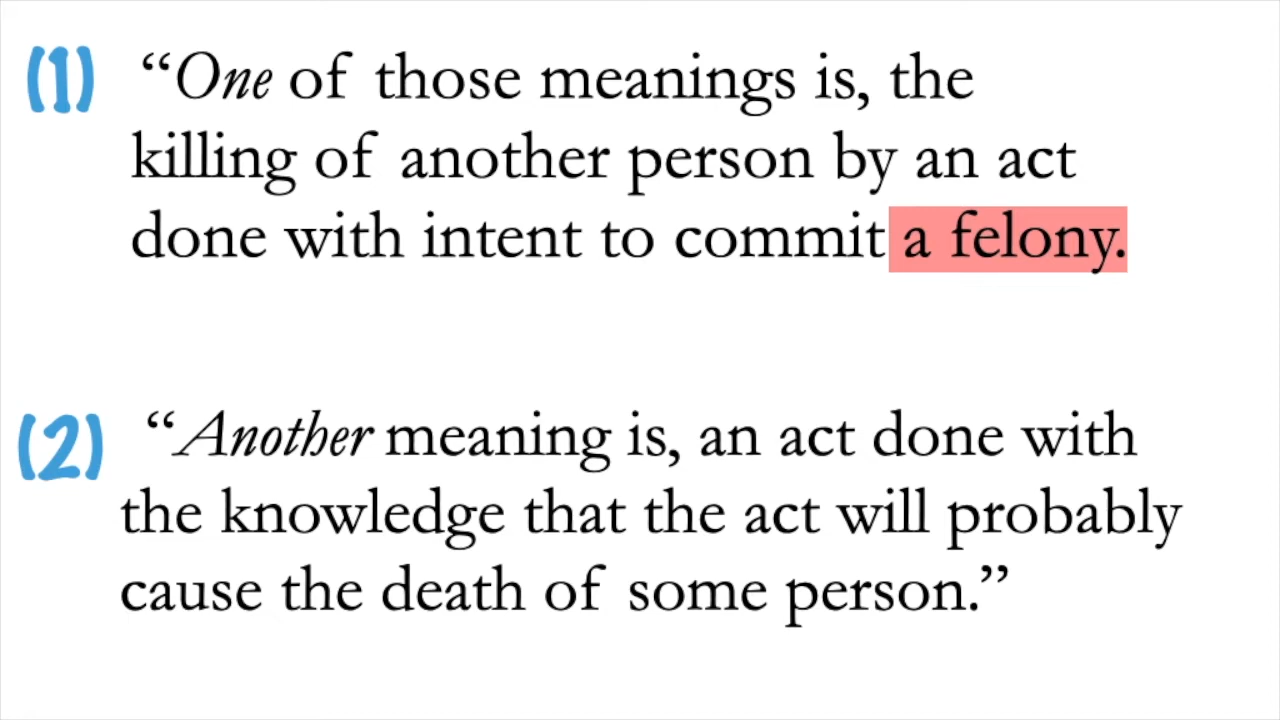 (1) “One of those meanings is, the
killing of another person by an act
done with intent to commit a felony.
(2) “Another meaning is, an act done with
the knowledge that the act will probably
cause the death of some person.”